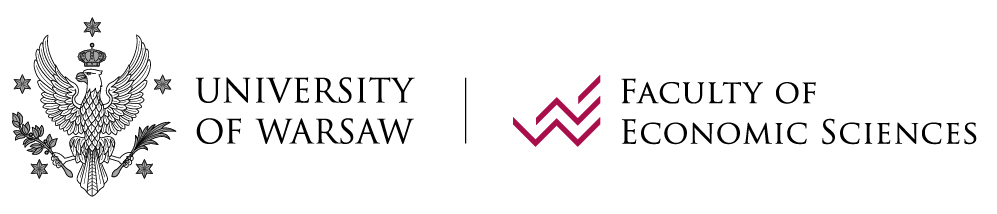 UNIVERSITY
OF WARSAW
FACULTY OF
ECONOMIC SCIENCES